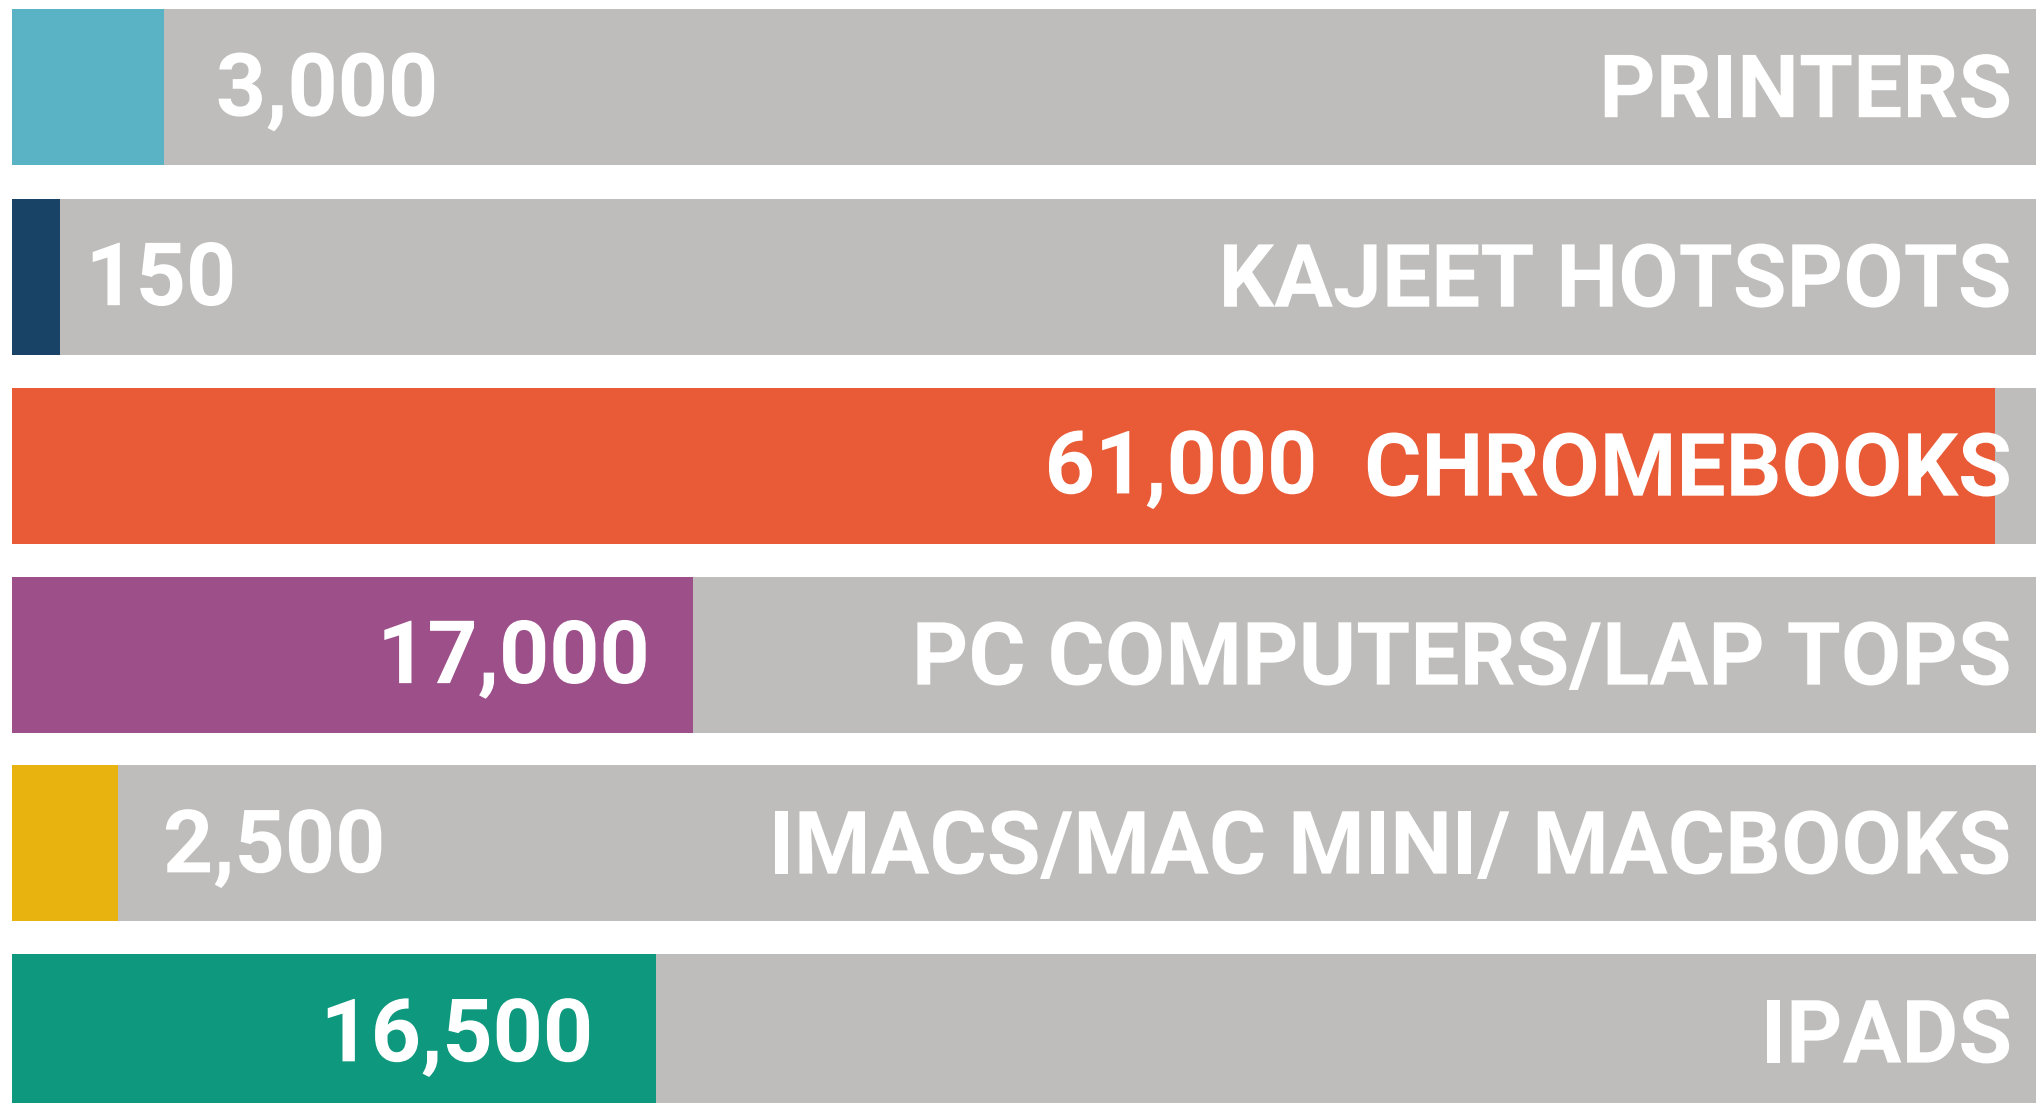 3,000 PRINTERS
150 KAJEET HOTSPOTS
61,000 CHROMEBOOKS
17,000 PC COMPUTERS/LAP TOPS
2,500 IMACS/MAC MINI/ MACBOOKS
16,500 IPADS